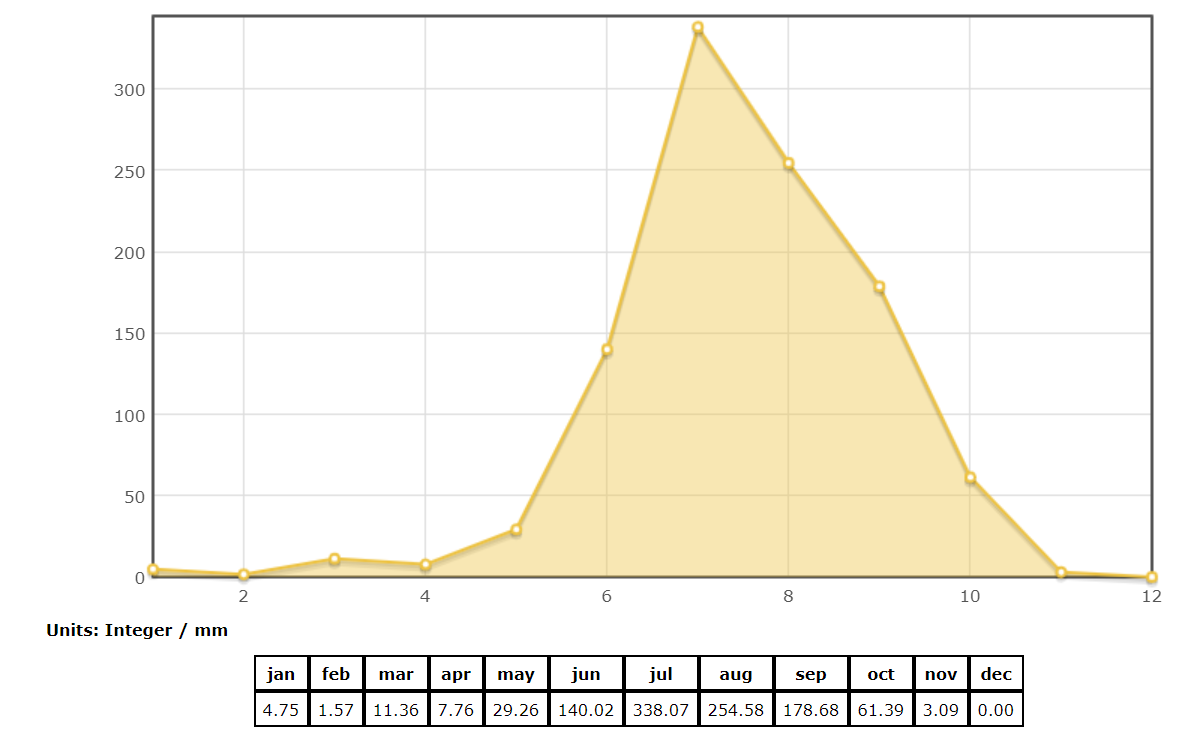 300
250
200
150
100
50
0
2 4 6 8 10 12
Units: Integer / mm
jan feb mar apr may jun jul aug sep oct nov dec
4.75 1.57 11.36 7.76 29.26 140.02 338.07 254.58 178.68 61.39 3.09 0.00